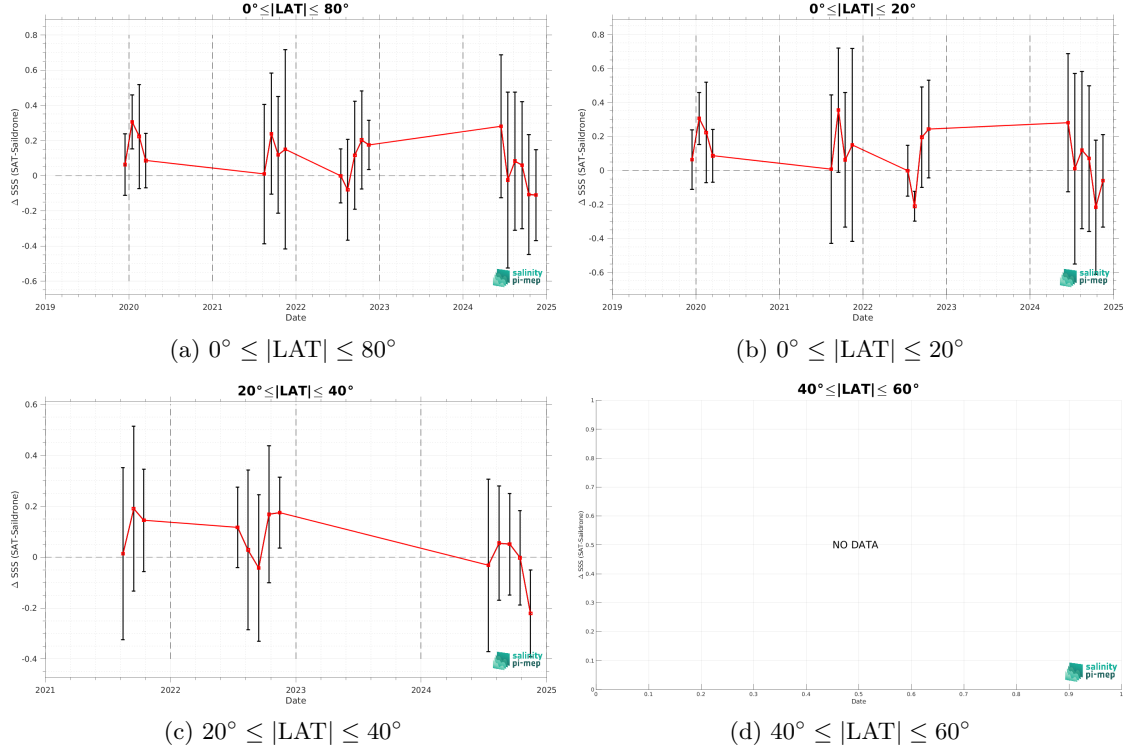 0°≤|LAT|≤ 80°
0.8
0.6
0.4
0.2
0
-0.2
-0.4
-0.6
Δ SSS (SAT-Saildrone)
2019
2020
2021
2022
2023
2024
2025
Date
salinity
pi-mep
(a) 0° ≤ |LAT| ≤ 80°
0°≤|LAT|≤ 20°
0.8
0.6
0.4
0.2
0
-0.2
-0.4
-0.6
Δ SSS (SAT-Saildrone)
2019
2020
2021
2022
2023
2024
2025
Date
salinity
pi-mep
(b) 0° ≤ |LAT| ≤ 20°
20°≤|LAT|≤ 40°
0.6
0.4
0.2
0
-0.2
-0.4
Δ SSS (SAT-Saildrone)
2021
2022
2023
2024
2025
Date
salinity
pi-mep
(c) 20° ≤ |LAT| ≤ 40°
40°≤|LAT|≤ 60°
1
0.9
0.8
0.7
0.6
0.5
0.4
0.3
0.2
0.1
0
Δ SSS (SAT-Saildrone)
NO DATA
0
0.1
0.2
0.3
0.4
0.5
0.6
0.7
0.8
0.9
1
Date
salinity
pi-mep
(d) 40° ≤ |LAT| ≤ 60°